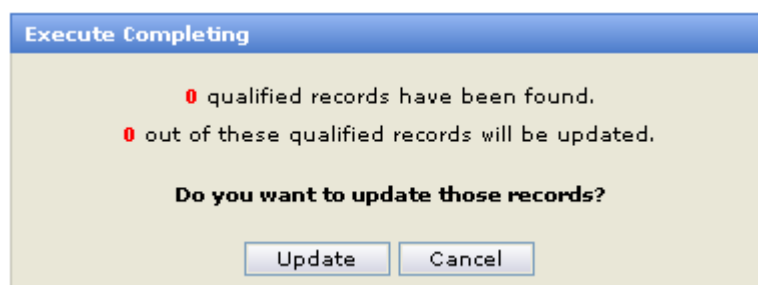 Execute Completing
0 qualified records have been found.
0 out of these qualified records will be updated.
Do you want to update those records?
Update Cancel